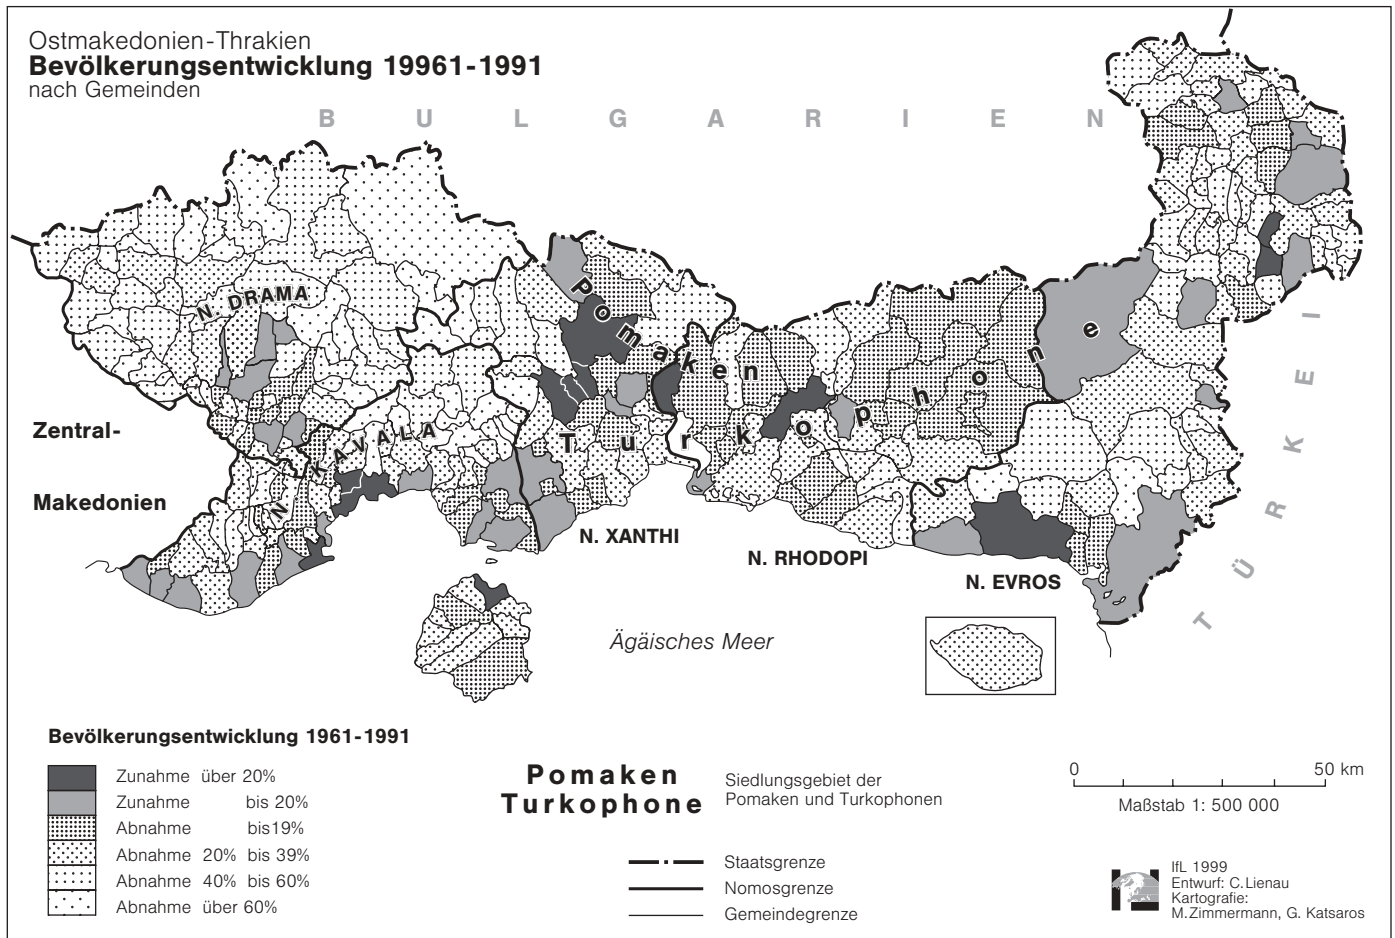 Ostmakedonien-Thrakien
Bevölkerungsentwicklung 19961-1991
nach Gemeinden
BULGARIEN
N. DRAMA
Pomaken
Zentral-
Makedonien
N. KAVALA
Turkophone
TÜRKEI
N. XANTHI
N. RHODOPI
N. EVROS
Ägäisches Meer
Bevölkerungsentwicklung 1961-1991
Zunahme über 20%
Zunahme bis 20%
Abnahme bis19%
Abnahme 20% bis 39%
Abnahme 40% bis 60%
Abnahme über 60%
Pomaken
Turkophone
Siedlungsgebiet der
Pomaken und Turkophonen
Staatsgrenze
Nomosgrenze
Gemeindegrenze
0 50 km
Maßstab 1: 500 000
IfL 1999
Entwurf: C.Lienau
Kartografie:
M.Zimmermann, G. Katsaros